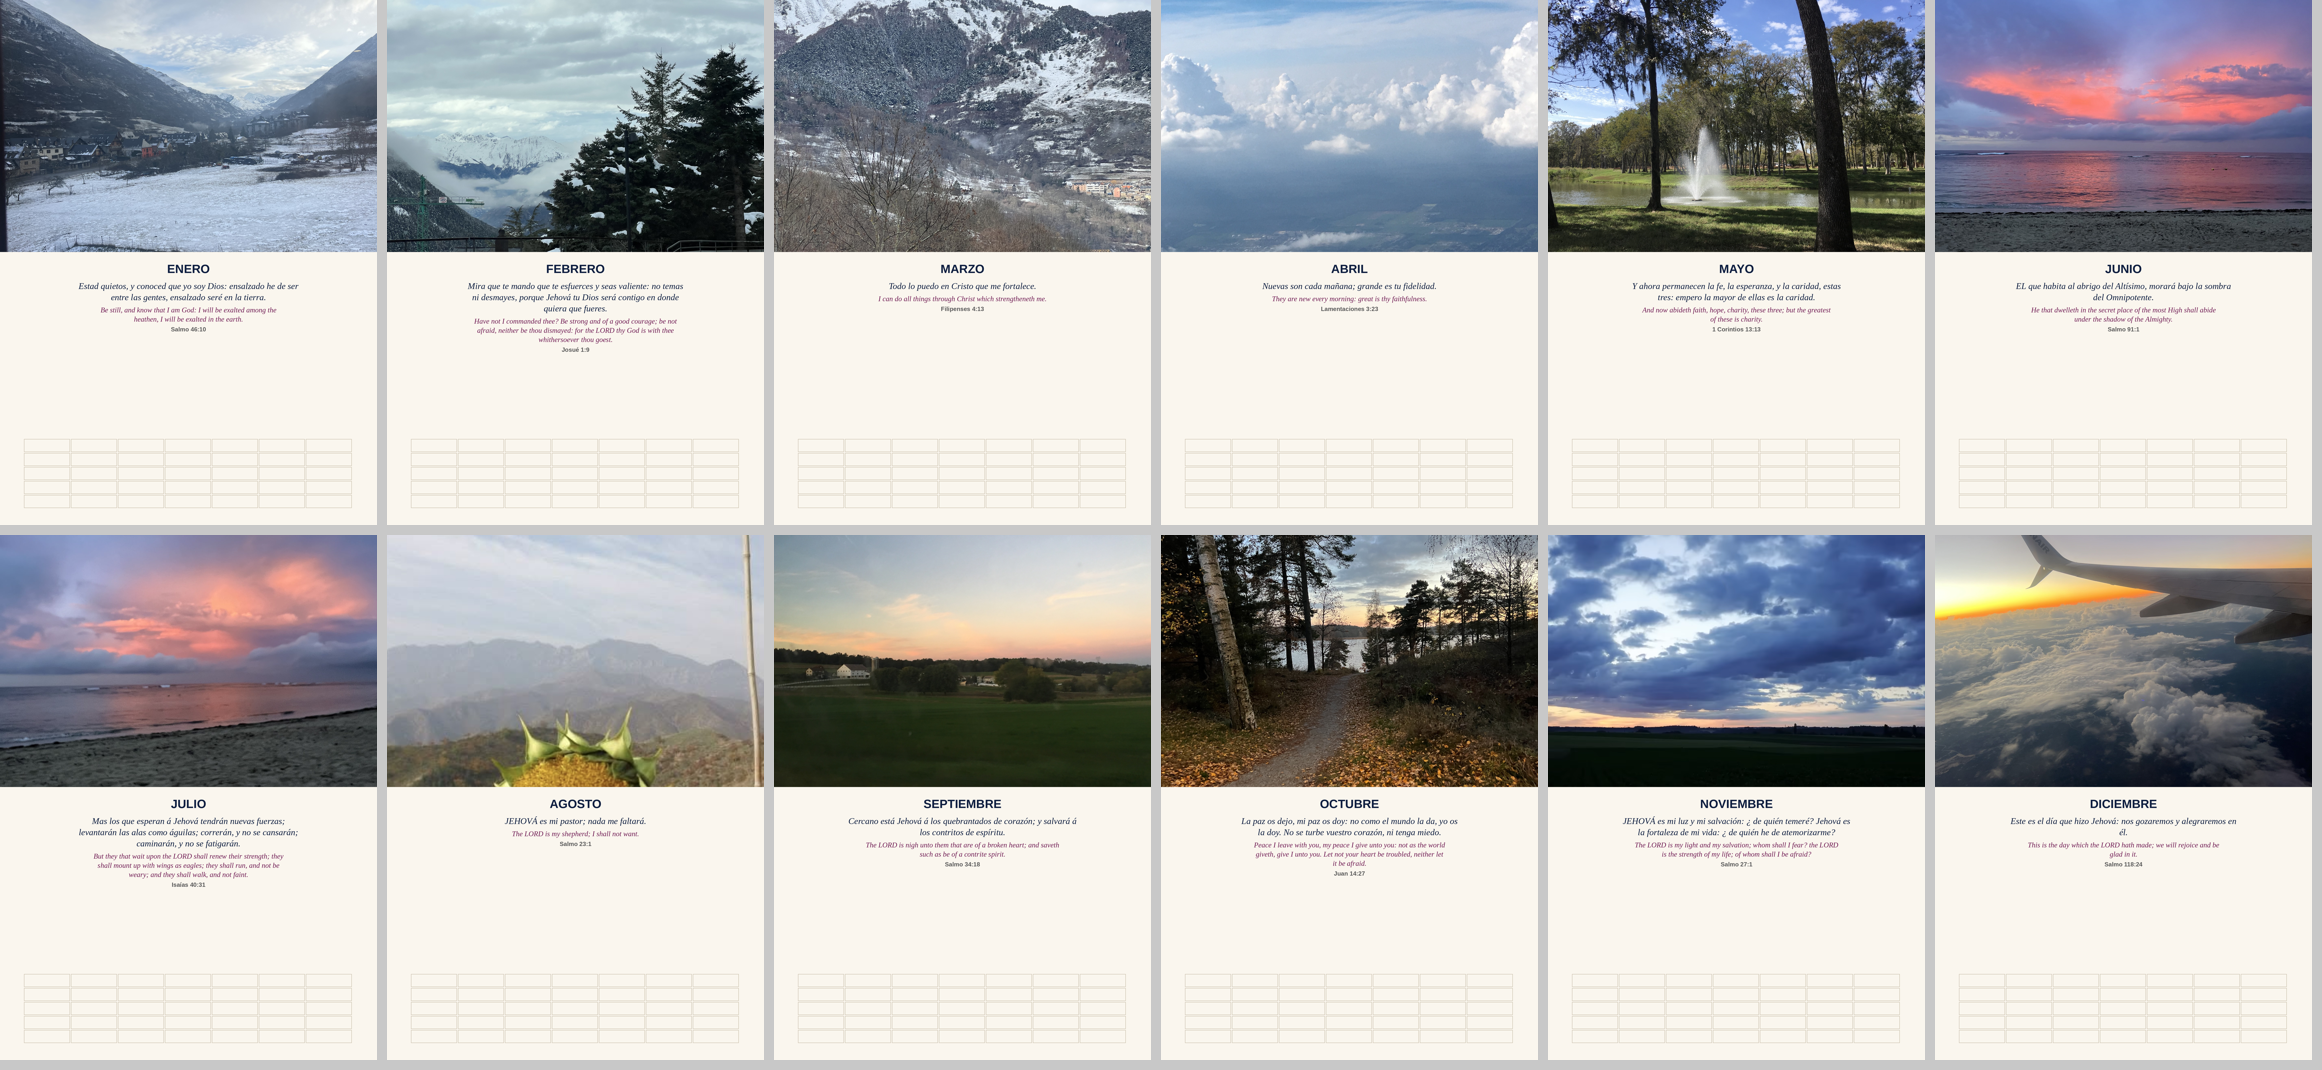 ENERO
Estad quietos, y conoced que yo soy Dios: ensalzado he de ser
entre las gentes, ensalzado seré en la tierra.
Be still, and know that I am God: I will be exalted among the
heathen, I will be exalted in the earth.
Salmo 46:10
FEBRERO
Mira que te mando que te esfuerces y seas valiente: no temas
ni desmayes, porque Jehová tu Dios será contigo en donde
quiera que fueres.
Have not I commanded thee? Be strong and of a good courage; be not
afraid, neither be thou dismayed: for the LORD thy God is with thee
whithersoever thou goest.
Josué 1:9
MARZO
Todo lo puedo en Cristo que me fortalece.
I can do all things through Christ which strengtheneth me.
Filipenses 4:13
ABRIL
Nuevas son cada mañana; grande es tu fidelidad.
They are new every morning: great is thy faithfulness.
Lamentaciones 3:23
MAYO
Y ahora permanecen la fe, la esperanza, y la caridad, estas
tres: empero la mayor de ellas es la caridad.
And now abideth faith, hope, charity, these three; but the greatest
of these is charity.
1 Corintios 13:13
JUNIO
EL que habita al abrigo del Altísimo, morará bajo la sombra
del Omnipotente.
He that dwelleth in the secret place of the most High shall abide
under the shadow of the Almighty.
Salmo 91:1
JULIO
Mas los que esperan á Jehová tendrán nuevas fuerzas;
levantarán las alas como águilas; correrán, y no se cansarán;
caminarán, y no se fatigarán.
But they that wait upon the LORD shall renew their strength; they
shall mount up with wings as eagles; they shall run, and not be
weary; and they shall walk, and not faint.
Isaías 40:31
AGOSTO
JEHOVÁ es mi pastor; nada me faltará.
The LORD is my shepherd; I shall not want.
Salmo 23:1
SEPTIEMBRE
Cercano está Jehová á los quebrantados de corazón; y salvará á
los contritos de espíritu.
The LORD is nigh unto them that are of a broken heart; and saveth
such as be of a contrite spirit.
Salmo 34:18
OCTUBRE
La paz os dejo, mi paz os doy: no como el mundo la da, yo os
la doy. No se turbe vuestro corazón, ni tenga miedo.
Peace I leave with you, my peace I give unto you: not as the world
giveth, give I unto you. Let not your heart be troubled, neither let
it be afraid.
Juan 14:27
NOVIEMBRE
JEHOVÁ es mi luz y mi salvación: ¿ de quién temeré? Jehová es
la fortaleza de mi vida: ¿ de quién he de atemorizarme?
The LORD is my light and my salvation; whom shall I fear? the LORD
is the strength of my life; of whom shall I be afraid?
Salmo 27:1
DICIEMBRE
Este es el día que hizo Jehová: nos gozaremos y alegraremos en
él.
This is the day which the LORD hath made; we will rejoice and be
glad in it.
Salmo 118:24